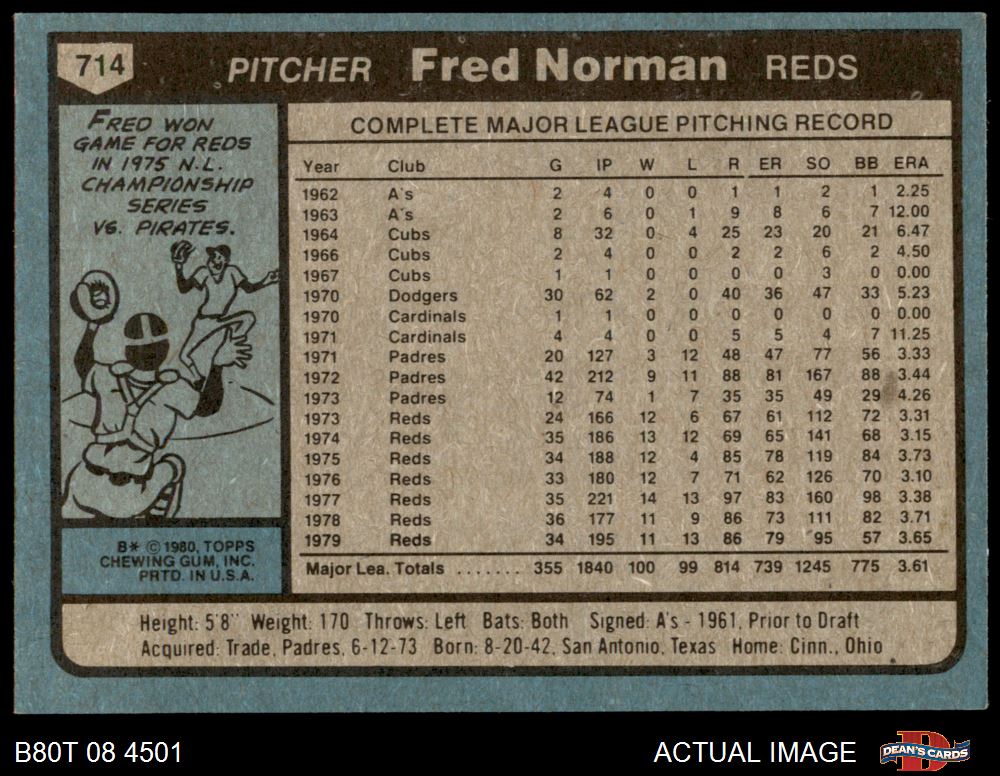 714 PITCHER Fred Norman REDS
FRED WON
GAME FOR REDS
IN 1975 N.L.
CHAMPIONSHIP
SERIES
VS. PIRATES.
B* © 1980, TOPPS
CHEWING GUM, INC.
PRTD. IN U.S.A.
COMPLETE MAJOR LEAGUE PITCHING RECORD
Year Club G IP W L R ER SO BB ERA
1962 A's 2 4 0 0 1 1 2 1 2.25
1963 A's 2 6 0 1 9 8 6 7 12.00
1964 Cubs 8 32 0 4 25 23 20 21 6.47
1966 Cubs 2 4 0 0 2 2 6 2 4.50
1967 Cubs 1 1 0 0 0 0 3 0 0.00
1970 Dodgers 30 62 2 0 40 36 47 33 5.23
1970 Cardinals 1 1 0 0 0 0 0 0 0.00
1971 Cardinals 4 4 0 0 5 5 4 7 11.25
1971 Padres 20 127 3 12 48 47 77 56 3.33
1972 Padres 42 212 9 11 88 81 167 88 3.44
1973 Padres 12 74 1 7 35 35 49 29 4.26
1973 Reds 24 166 12 6 67 61 112 72 3.31
1974 Reds 35 186 13 12 69 65 141 68 3.15
1975 Reds 34 188 12 4 85 78 119 84 3.73
1976 Reds 33 180 12 7 71 62 126 70 3.10
1977 Reds 35 221 14 13 97 83 160 98 3.38
1978 Reds 36 177 11 9 86 73 111 82 3.71
1979 Reds 34 195 11 13 86 79 95 57 3.65
Major Lea. Totals ....... 355 1840 100 99 814 739 1245 775 3.61
Height: 5'8" Weight: 170 Throws: Left Bats: Both Signed: A's - 1961, Prior to Draft
Acquired: Trade, Padres, 6-12-73 Born: 8-20-42, San Antonio, Texas Home: Cinn., Ohio
B80T 08 4501 ACTUAL IMAGE DEAN'S CARDS